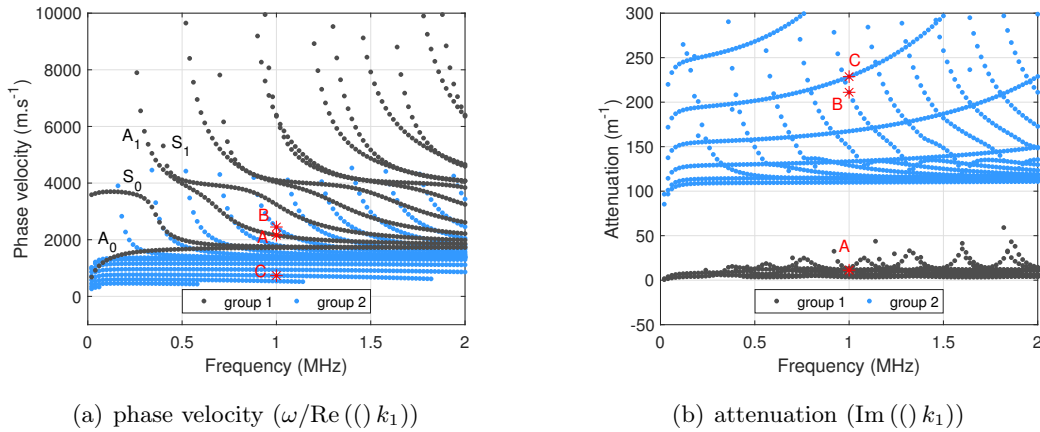 10000
8000
6000
4000
2000
0
Phase velocity (m.s⁻¹)
A₁
S₁
S₀
A₀
B
A
C
group 1
group 2
0
0.5
1
1.5
2
Frequency (MHz)
(a) phase velocity (ω/Re (() k₁))
300
250
200
150
100
50
0
-50
Attenuation (m⁻¹)
C
B
A
group 1
group 2
0
0.5
1
1.5
2
Frequency (MHz)
(b) attenuation (Im (() k₁))